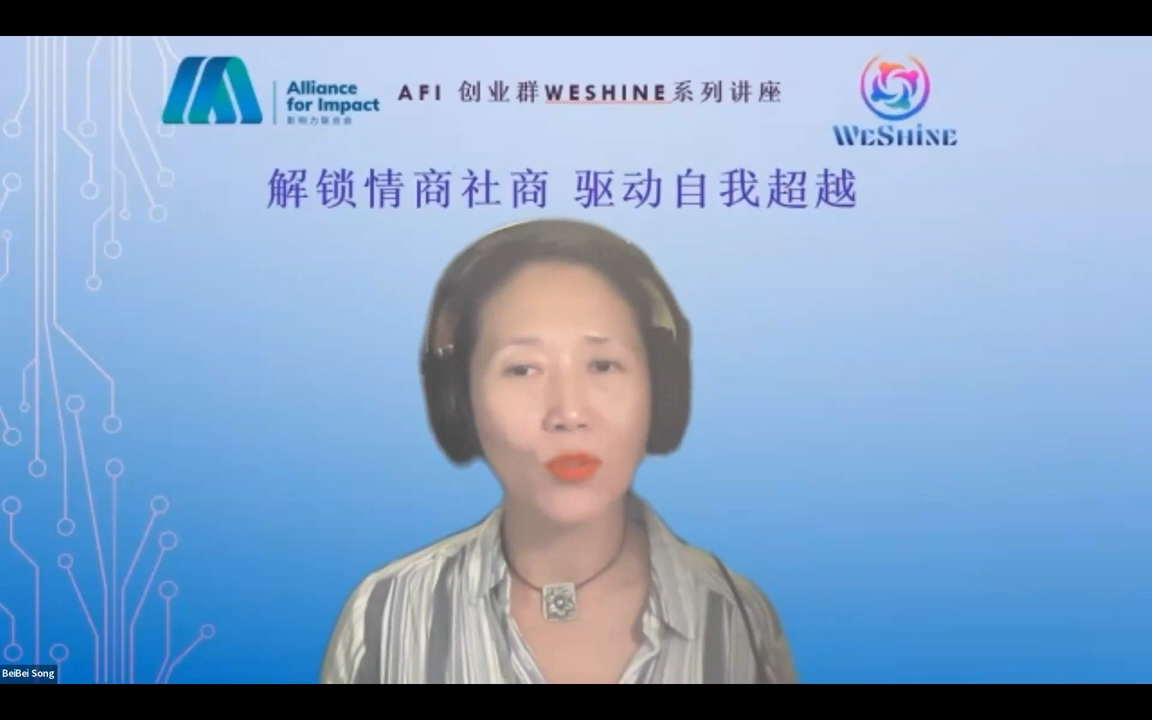 Alliance
for Impact
影响力联合会
AFI 创业群WESHINE系列讲座
WESHINE
解锁情商社商 驱动自我超越
BeiBei Song